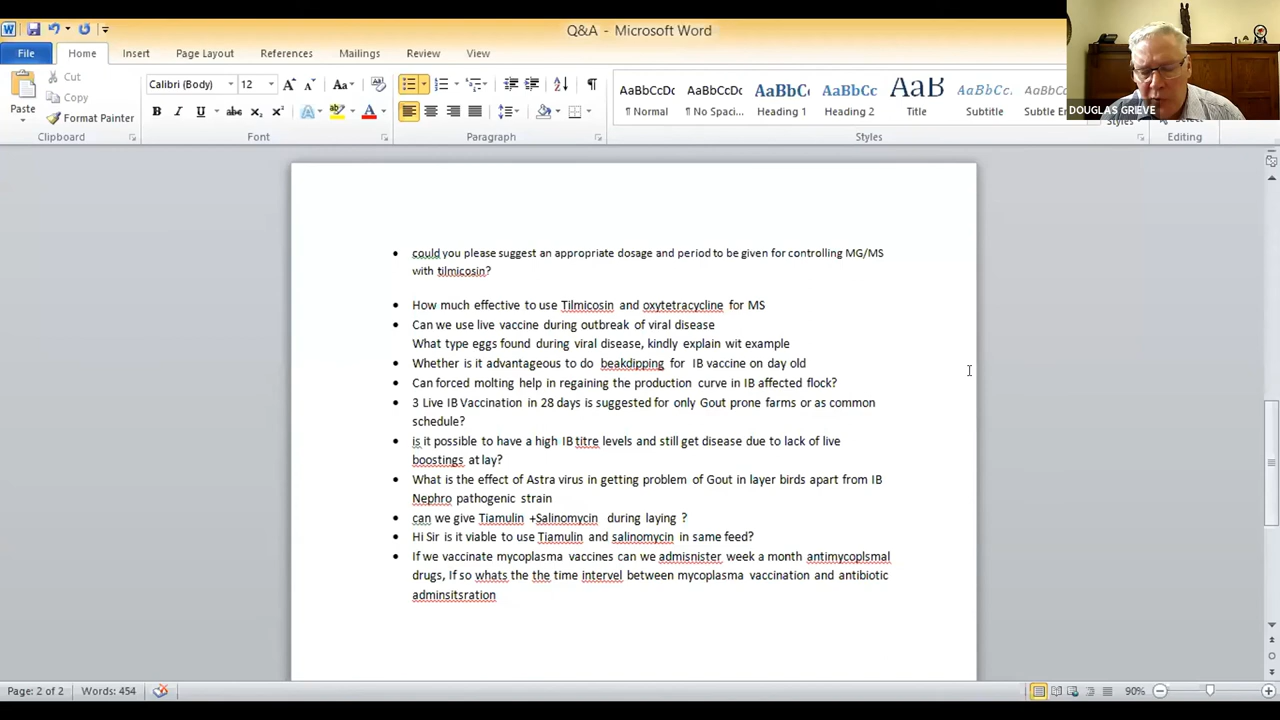 Q&A - Microsoft Word
DOUGLAS GRIEVE
File Home Insert Page Layout References Mailings Review View
Paste
Cut
Copy
Format Painter
Calibri (Body) 12
AaBbCcDc AaBbCcDc AaBbCc AaBbCc. AaB AaBbCc.
¶ Normal ¶ No Spaci... Heading 1 Heading 2 Title Subtitle Subtle Em
Styles
Clipboard Font Paragraph Styles Editing
• could you please suggest an appropriate dosage and period to be given for controlling MG/MS
with tilmicosin?
• How much effective to use Tilmicosin and oxytetracycline for MS
• Can we use live vaccine during outbreak of viral disease
What type eggs found during viral disease, kindly explain wit example
• Whether is it advantageous to do beakdipping for IB vaccine on day old
• Can forced molting help in regaining the production curve in IB affected flock?
• 3 Live IB Vaccination in 28 days is suggested for only Gout prone farms or as common
schedule?
• is it possible to have a high IB titre levels and still get disease due to lack of live
boostings at lay?
• What is the effect of Astra virus in getting problem of Gout in layer birds apart from IB
Nephro pathogenic strain
• can we give Tiamulin +Salinomycin during laying ?
• Hi Sir is it viable to use Tiamulin and salinomycin in same feed?
• If we vaccinate mycoplasma vaccines can we admisnister week a month antimycoplsmal
drugs, If so whats the the time intervel between mycoplasma vaccination and antibiotic
adminsitsration
Page: 2 of 2 Words: 454 90%